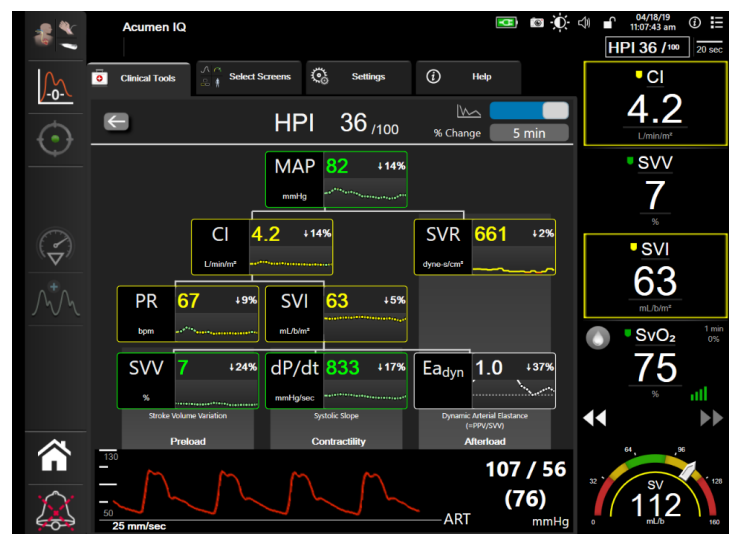 Acumen IQ
04/18/19
11:07:43 am
HPI 36 /100
20 sec
-0-
Clinical Tools
Select Screens
Settings
Help
HPI 36 /100
% Change
5 min
MAP 82 ↓14%
mmHg
CI 4.2 ↓14%
L/min/m²
SVR 661 ↓2%
dyne-s/cm⁵
PR 67 ↓9%
bpm
SVI 63 ↓5%
mL/b/m²
SVV 7 ↓24%
%
dP/dt 833 ↓17%
mmHg/sec
Eadyn 1.0 ↓37%
Stroke Volume Variation
Systolic Slope
Dynamic Arterial Elastance
(=PPV/SVV)
Preload
Contractility
Afterload
130
50
25 mm/sec
107 / 56
(76)
ART
mmHg
CI
4.2
L/min/m²
SVV
7
%
SVI
63
mL/b/m²
SvO₂
1 min
0%
75
%
64
96
32
128
SV
112
mL/b
0
160